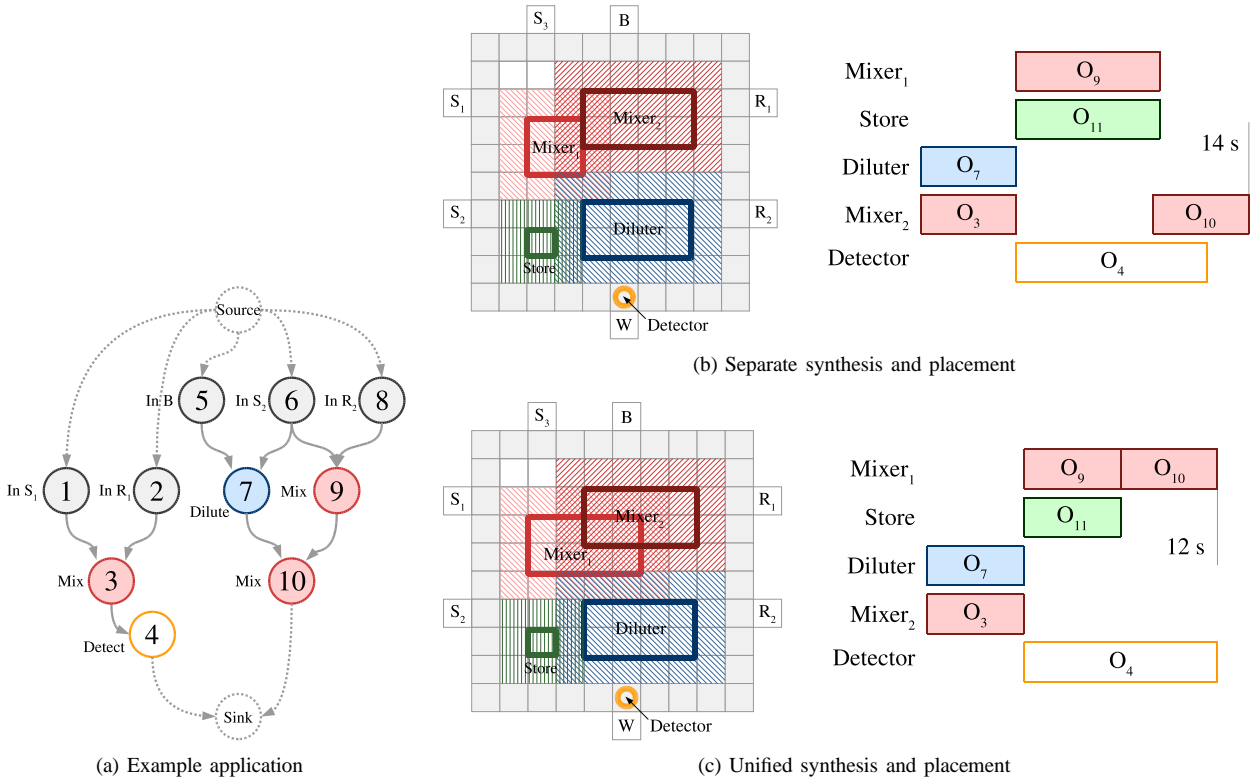 Source
In B 5
In S2 6
In R2 8
In S1 1
In R1 2
7
Dilute
Mix 9
Mix 3
Mix 10
Detect 4
Sink
(a) Example application
S3
B
S1
R1
Mixer2
Mixer1
S2
R2
Diluter
Store
W
Detector
Mixer1
O9
Store
O11
14 s
Diluter
O7
Mixer2
O3
O10
Detector
O4
(b) Separate synthesis and placement
S3
B
S1
R1
Mixer2
Mixer1
S2
R2
Diluter
Store
W
Detector
Mixer1
O9
O10
Store
O11
12 s
Diluter
O7
Mixer2
O3
Detector
O4
(c) Unified synthesis and placement